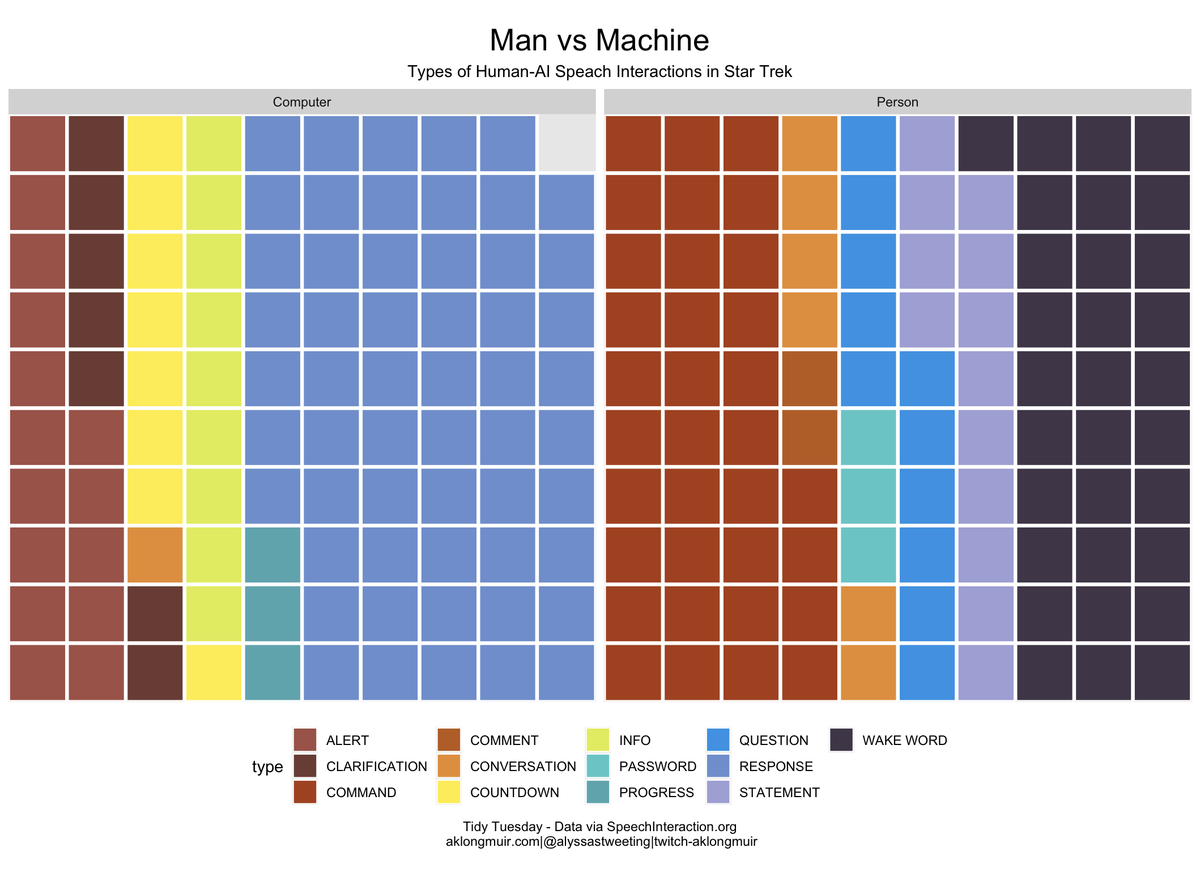 Man vs Machine
Types of Human-AI Speach Interactions in Star Trek
Computer
Person
type
ALERT
CLARIFICATION
COMMAND
COMMENT
CONVERSATION
COUNTDOWN
INFO
PASSWORD
PROGRESS
QUESTION
RESPONSE
STATEMENT
WAKE WORD
Tidy Tuesday - Data via SpeechInteraction.org
aklongmuir.com|@alyssastweeting|twitch-aklongmuir